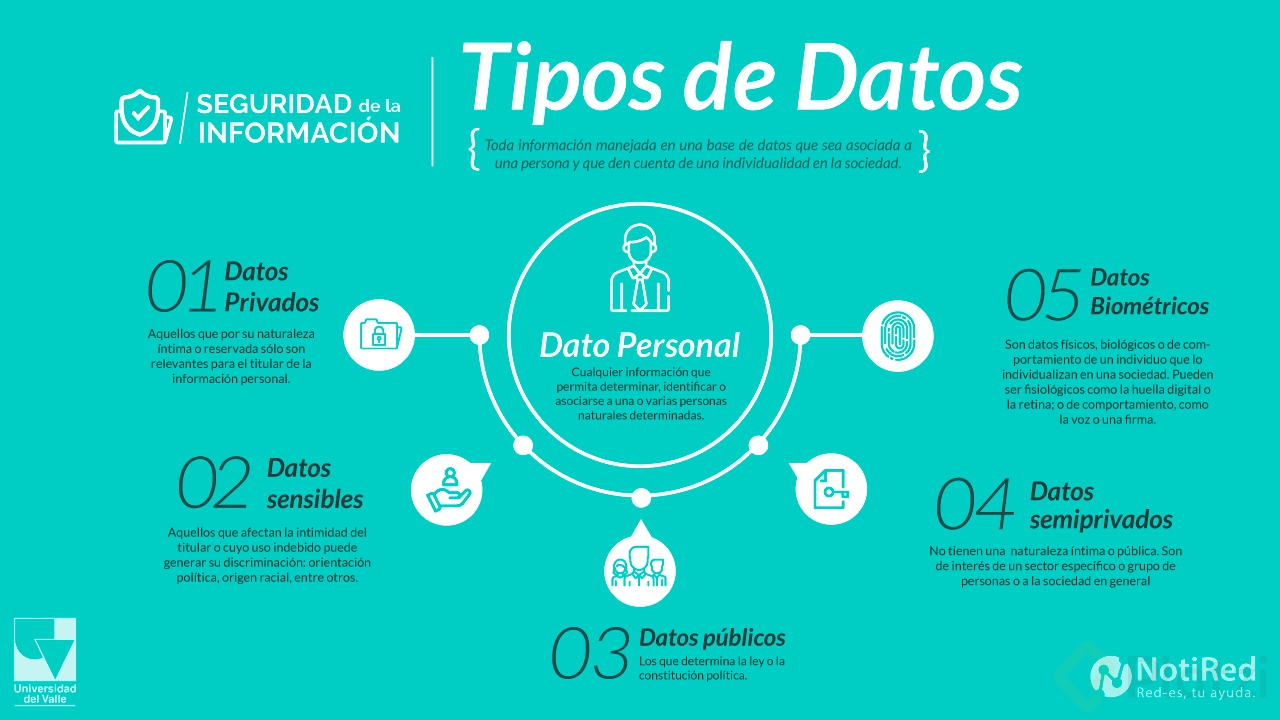 SEGURIDAD de la
INFORMACIÓN
Tipos de Datos
{ Toda información manejada en una base de datos que sea asociada a
una persona y que den cuenta de una individualidad en la sociedad. }
Dato Personal
Cualquier información que
permita determinar, identificar o
asociarse a una o varias personas
naturales determinadas.
01 Datos
Privados
Aquellos que por su naturaleza
íntima o reservada sólo son
relevantes para el titular de la
información personal.
02 Datos
sensibles
Aquellos que afectan la intimidad del
titular o cuyo uso indebido puede
generar su discriminación: orientación
política, origen racial, entre otros.
03 Datos públicos
Los que determina la ley o la
constitución política.
04 Datos
semiprivados
No tienen una naturaleza íntima o pública. Son
de interés de un sector específico o grupo de
personas o a la sociedad en general
05 Datos
Biométricos
Son datos físicos, biológicos o de com-
portamiento de un individuo que lo
individualizan en una sociedad. Pueden
ser fisiológicos como la huella digital o
la retina; o de comportamiento, como
la voz o una firma.
Universidad
del Valle
NotiRed
Red-es, tu ayuda.